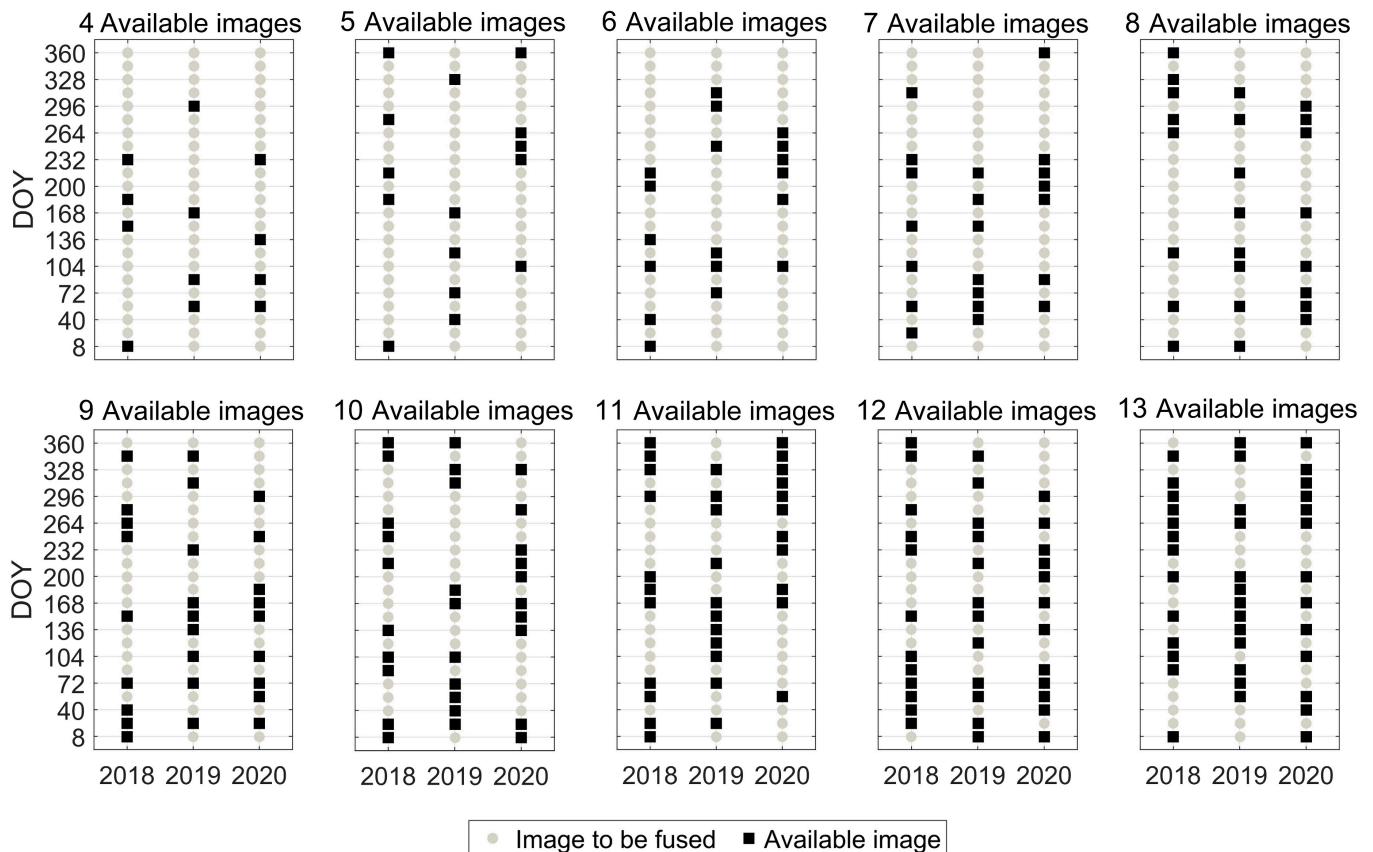 4 Available images
5 Available images
6 Available images
7 Available images
8 Available images
DOY
360
328
296
264
232
200
168
136
104
72
40
8
9 Available images
10 Available images
11 Available images
12 Available images
13 Available images
DOY
360
328
296
264
232
200
168
136
104
72
40
8
2018 2019 2020
2018 2019 2020
2018 2019 2020
2018 2019 2020
2018 2019 2020
Image to be fused
Available image